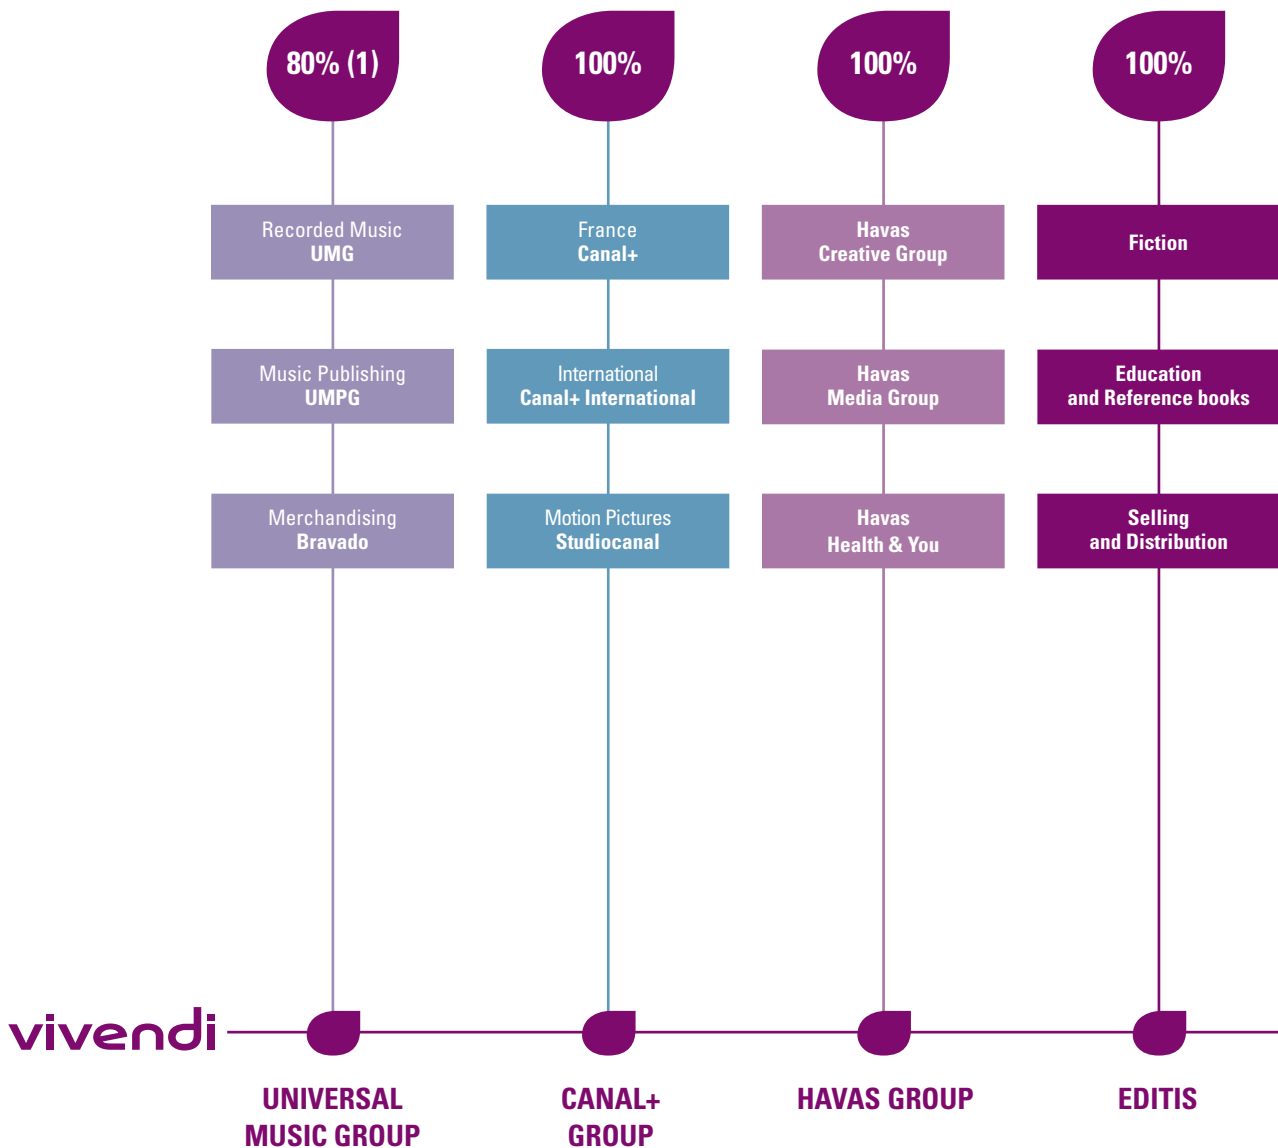 80% (1)
100%
100%
100%
Recorded Music
UMG
France
Canal+
Havas
Creative Group
Fiction
Music Publishing
UMPG
International
Canal+ International
Havas
Media Group
Education
and Reference books
Merchandising
Bravado
Motion Pictures
Studiocanal
Havas
Health & You
Selling
and Distribution
vivendi
UNIVERSAL
MUSIC GROUP
CANAL+
GROUP
HAVAS GROUP
EDITIS